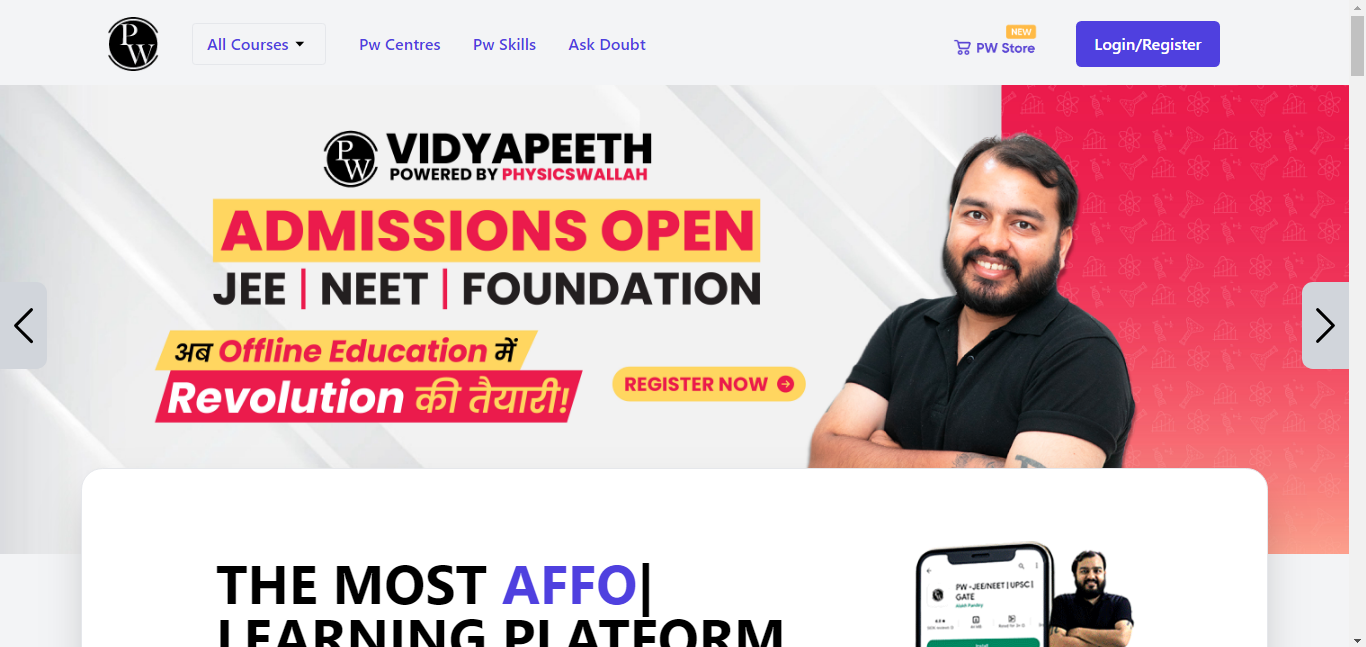 PW
All Courses
Pw Centres
Pw Skills
Ask Doubt
NEW
PW Store
Login/Register
PW
VIDYAPEETH
POWERED BY PHYSICSWALLAH
ADMISSIONS OPEN
JEE | NEET | FOUNDATION
अब Offline Education में
Revolution की तैयारी!
REGISTER NOW
THE MOST AFFO|
LEARNING PLATFORM
PW -JEE/NEET | UPSC |
GATE
Alakh Pandey